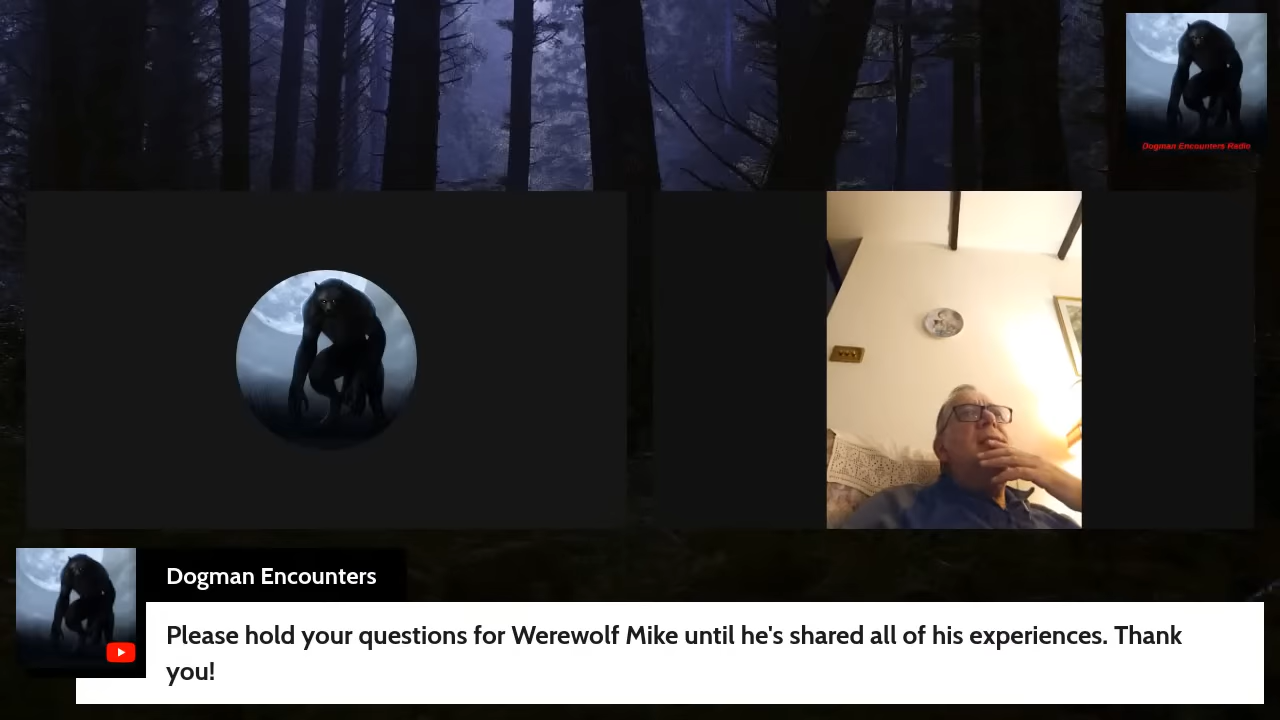 Dogman Encounters Radio
Dogman Encounters
Please hold your questions for Werewolf Mike until he's shared all of his experiences. Thank
you!